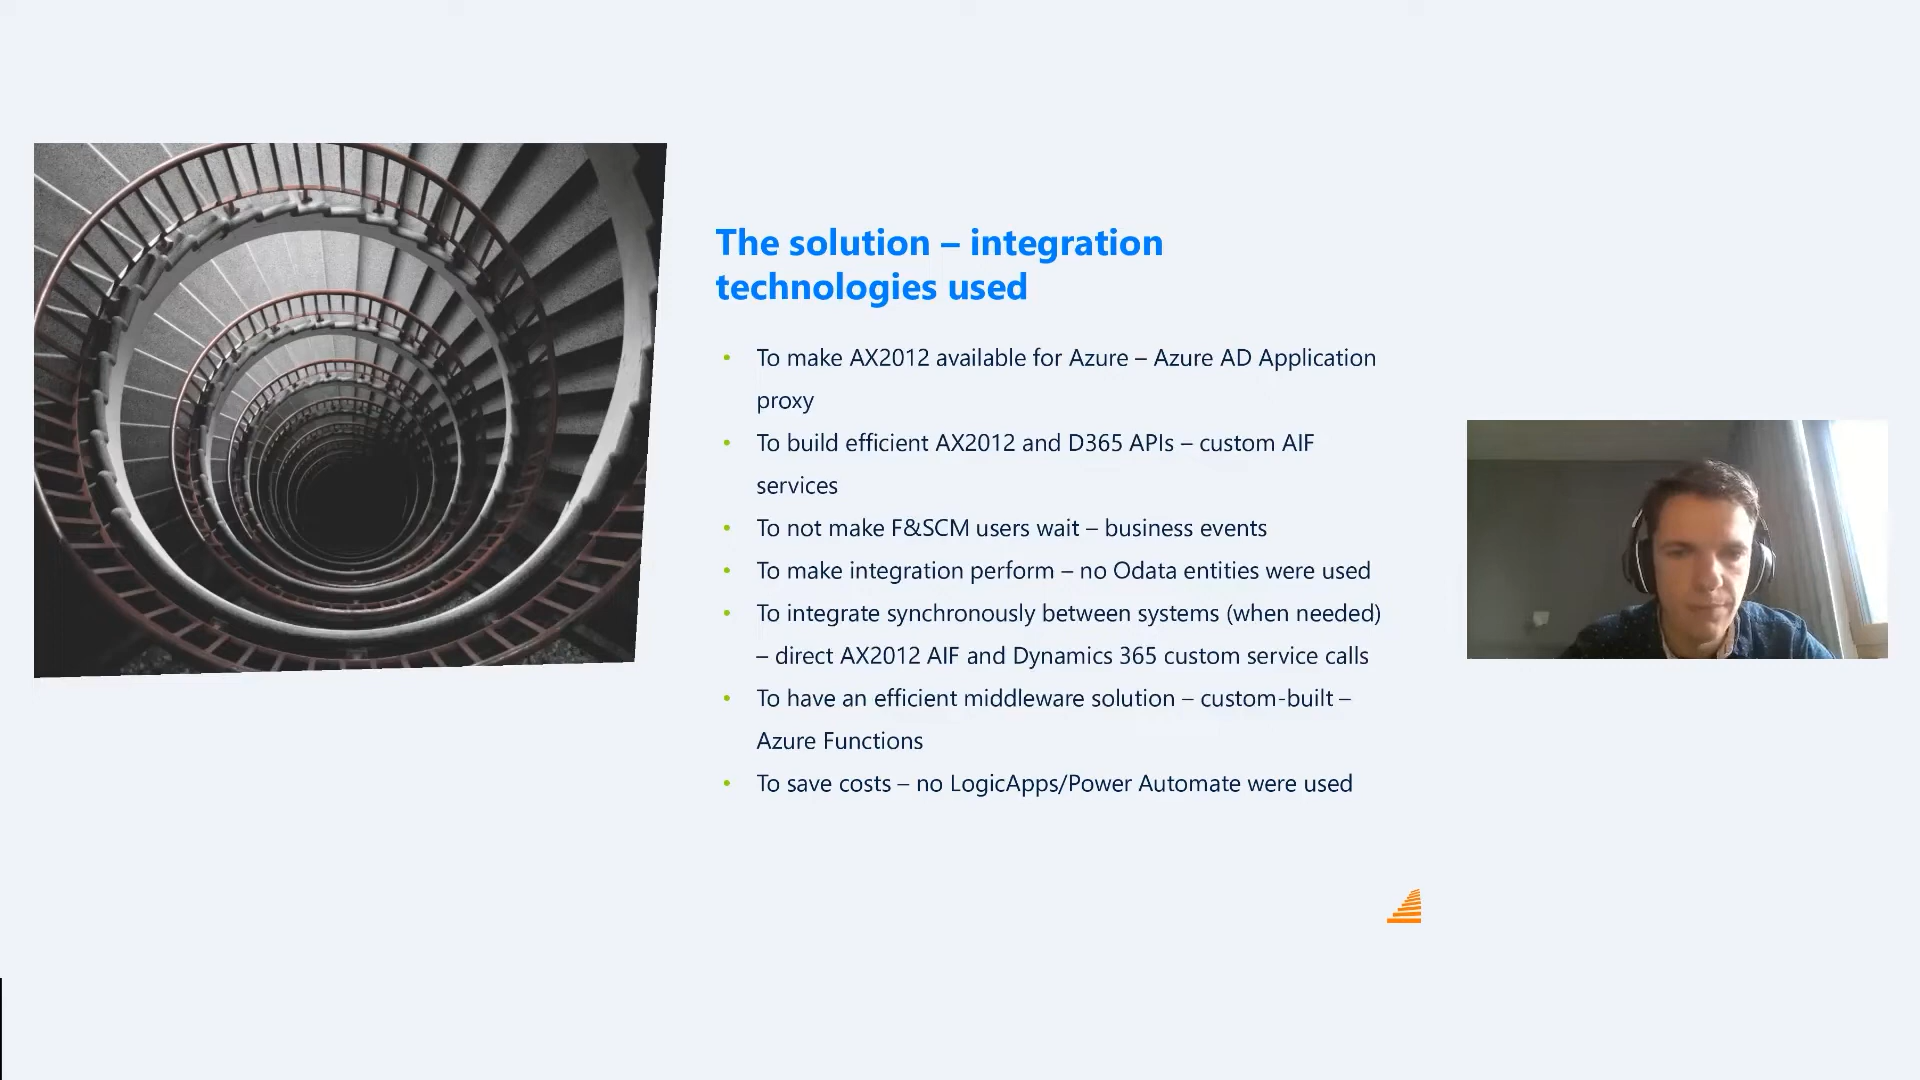 The solution – integration
technologies used
• To make AX2012 available for Azure – Azure AD Application
proxy
• To build efficient AX2012 and D365 APIs – custom AIF
services
• To not make F&SCM users wait – business events
• To make integration perform – no Odata entities were used
• To integrate synchronously between systems (when needed)
– direct AX2012 AIF and Dynamics 365 custom service calls
• To have an efficient middleware solution – custom-built –
Azure Functions
• To save costs – no LogicApps/Power Automate were used